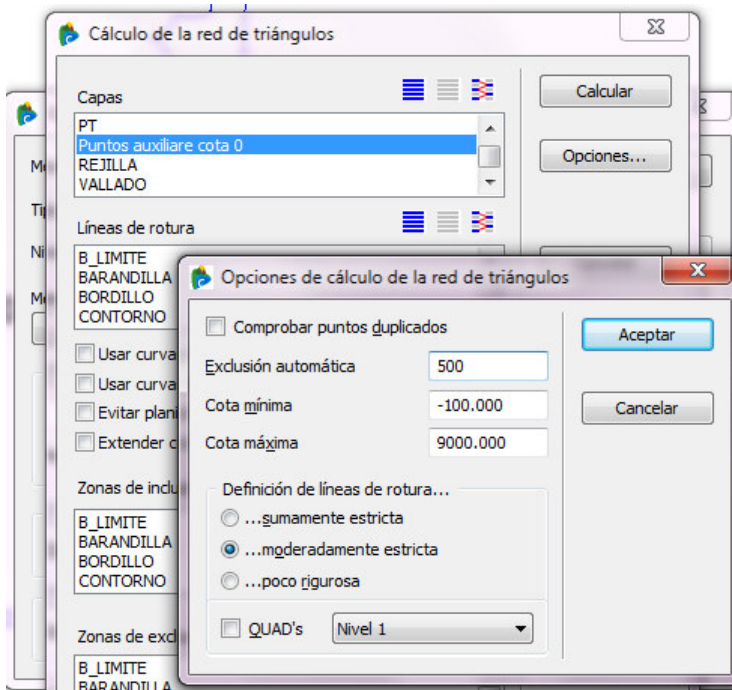 Cálculo de la red de triángulos
Capas
Calcular
PT
Puntos auxiliare cota 0
REJILLA
VALLADO
Opciones...
Líneas de rotura
B_LIMITE
BARANDILLA
BORDILLO
CONTORNO
Usar curva
Usar curva
Evitar plani
Extender c
Zonas de inclu
B_LIMITE
BARANDILLA
BORDILLO
CONTORNO
Zonas de excl
B_LIMITE
BARANDILLA
Opciones de cálculo de la red de triángulos
Comprobar puntos duplicados
Exclusión automática 500
Cota mínima -100.000
Cota máxima 9000.000
Aceptar
Cancelar
Definición de líneas de rotura...
...sumamente estricta
...moderadamente estricta
...poco rigurosa
QUAD's Nivel 1